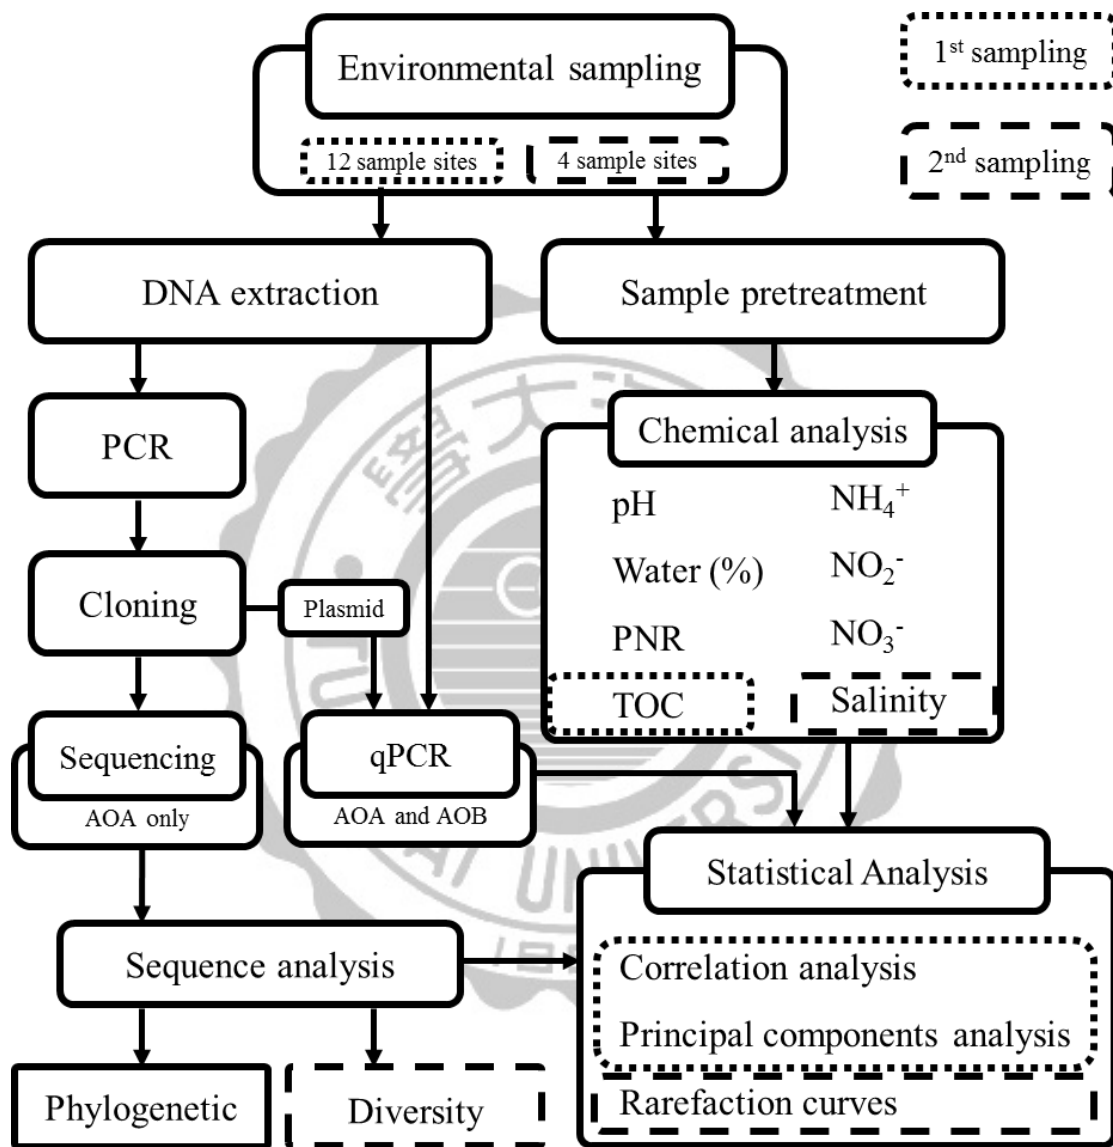 Environmental sampling
1st sampling
12 sample sites
4 sample sites
2nd sampling
DNA extraction
Sample pretreatment
PCR
Chemical analysis
pH
NH4+
Water (%)
NO2-
PNR
NO3-
TOC
Salinity
Cloning
Plasmid
Sequencing
AOA only
qPCR
AOA and AOB
Statistical Analysis
Correlation analysis
Principal components analysis
Rarefaction curves
Sequence analysis
Phylogenetic
Diversity